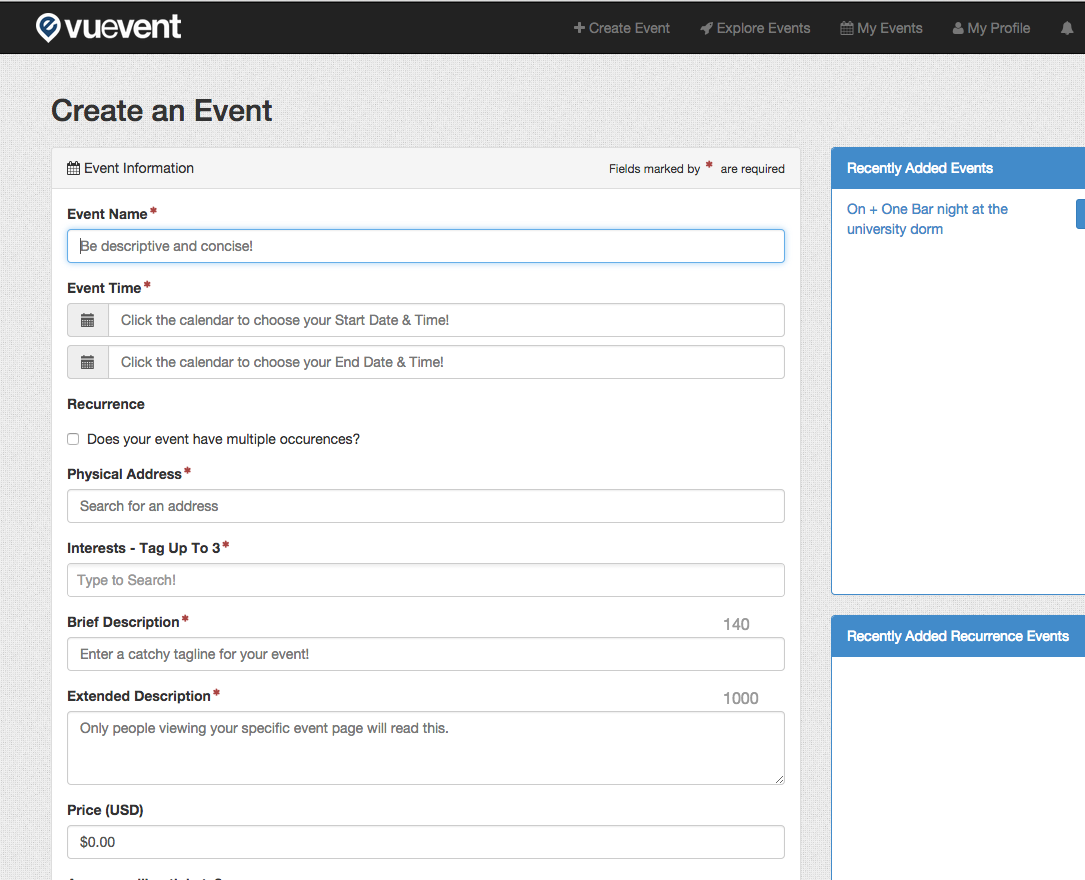 vuevent
Create Event
Explore Events
My Events
My Profile
Create an Event
Event Information
Fields marked by * are required
Event Name*
Be descriptive and concise!
Event Time*
Click the calendar to choose your Start Date & Time!
Click the calendar to choose your End Date & Time!
Recurrence
Does your event have multiple occurences?
Physical Address*
Search for an address
Interests - Tag Up To 3*
Type to Search!
Brief Description*
140
Enter a catchy tagline for your event!
Extended Description*
1000
Only people viewing your specific event page will read this.
Price (USD)
$0.00
Recently Added Events
On + One Bar night at the
university dorm
Recently Added Recurrence Events